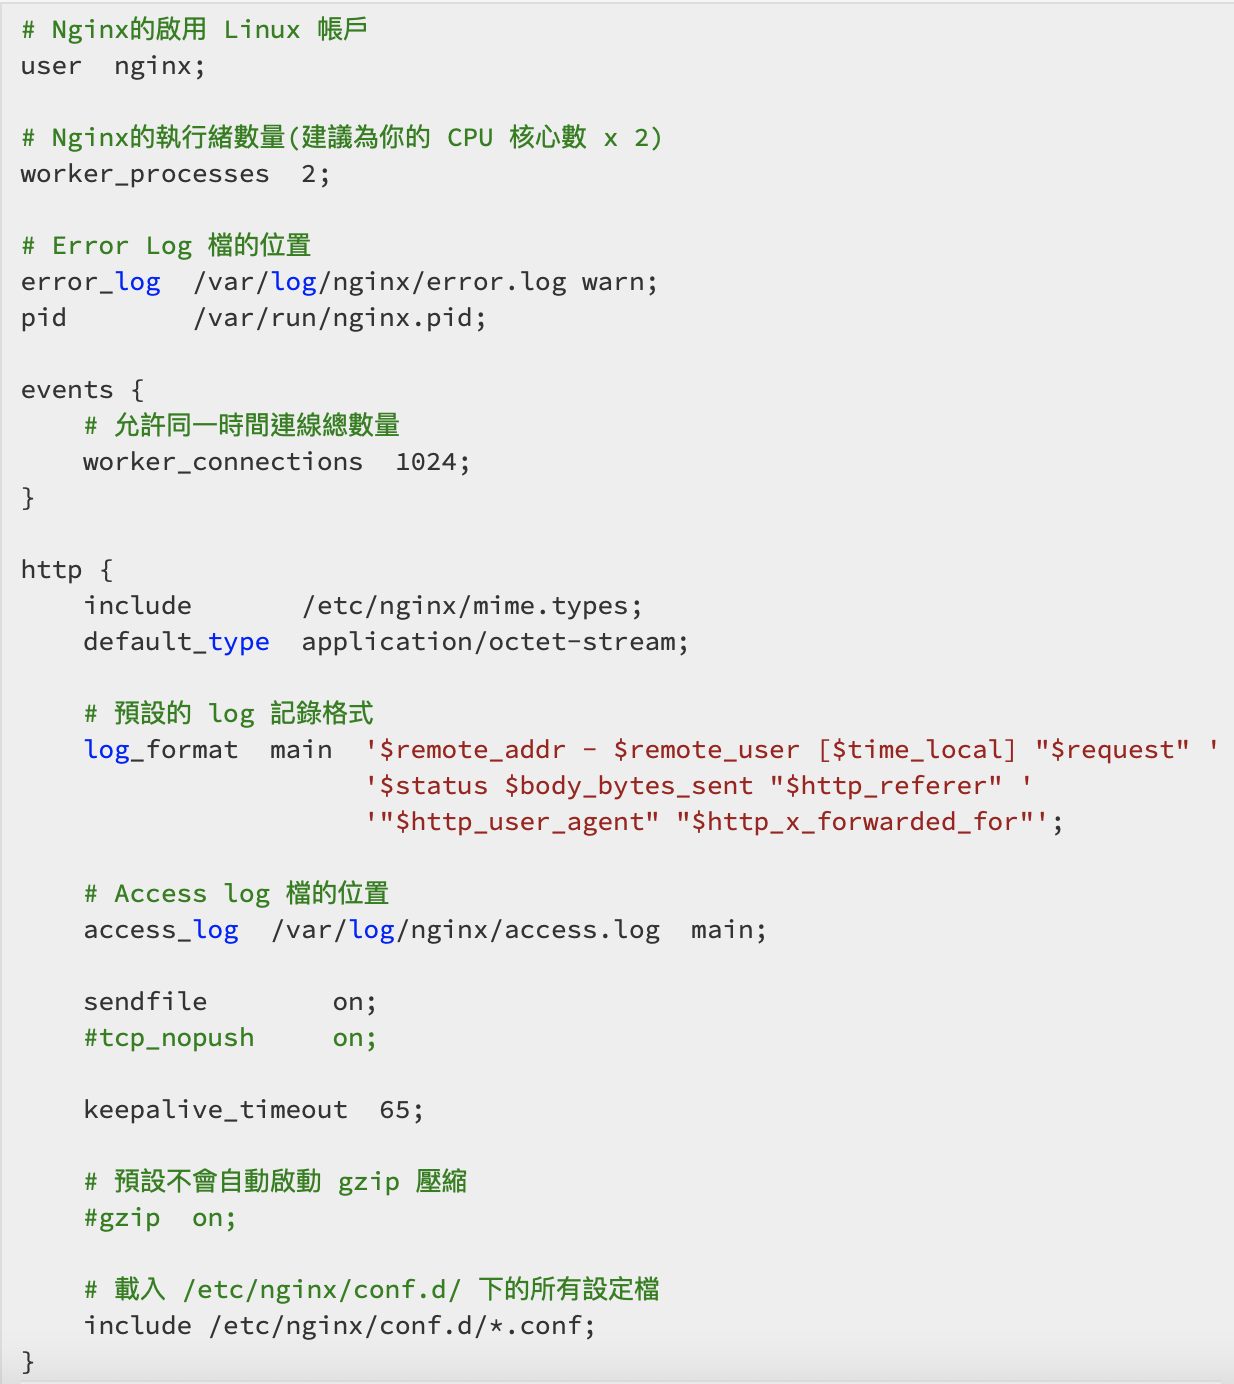 # Nginx的啟用 Linux 帳戶
user  nginx;

# Nginx的執行緒數量(建議為你的 CPU 核心數 x 2)
worker_processes  2;

# Error Log 檔的位置
error_log  /var/log/nginx/error.log warn;
pid        /var/run/nginx.pid;

events {
    # 允許同一時間連線總數量
    worker_connections  1024;
}

http {
    include       /etc/nginx/mime.types;
    default_type  application/octet-stream;

    # 預設的 log 記錄格式
    log_format  main  '$remote_addr - $remote_user [$time_local] "$request" '
                      '$status $body_bytes_sent "$http_referer" '
                      '"$http_user_agent" "$http_x_forwarded_for"';

    # Access log 檔的位置
    access_log  /var/log/nginx/access.log  main;

    sendfile        on;
    #tcp_nopush     on;

    keepalive_timeout  65;

    # 預設不會自動啟動 gzip 壓縮
    #gzip  on;

    # 載入 /etc/nginx/conf.d/ 下的所有設定檔
    include /etc/nginx/conf.d/*.conf;
}